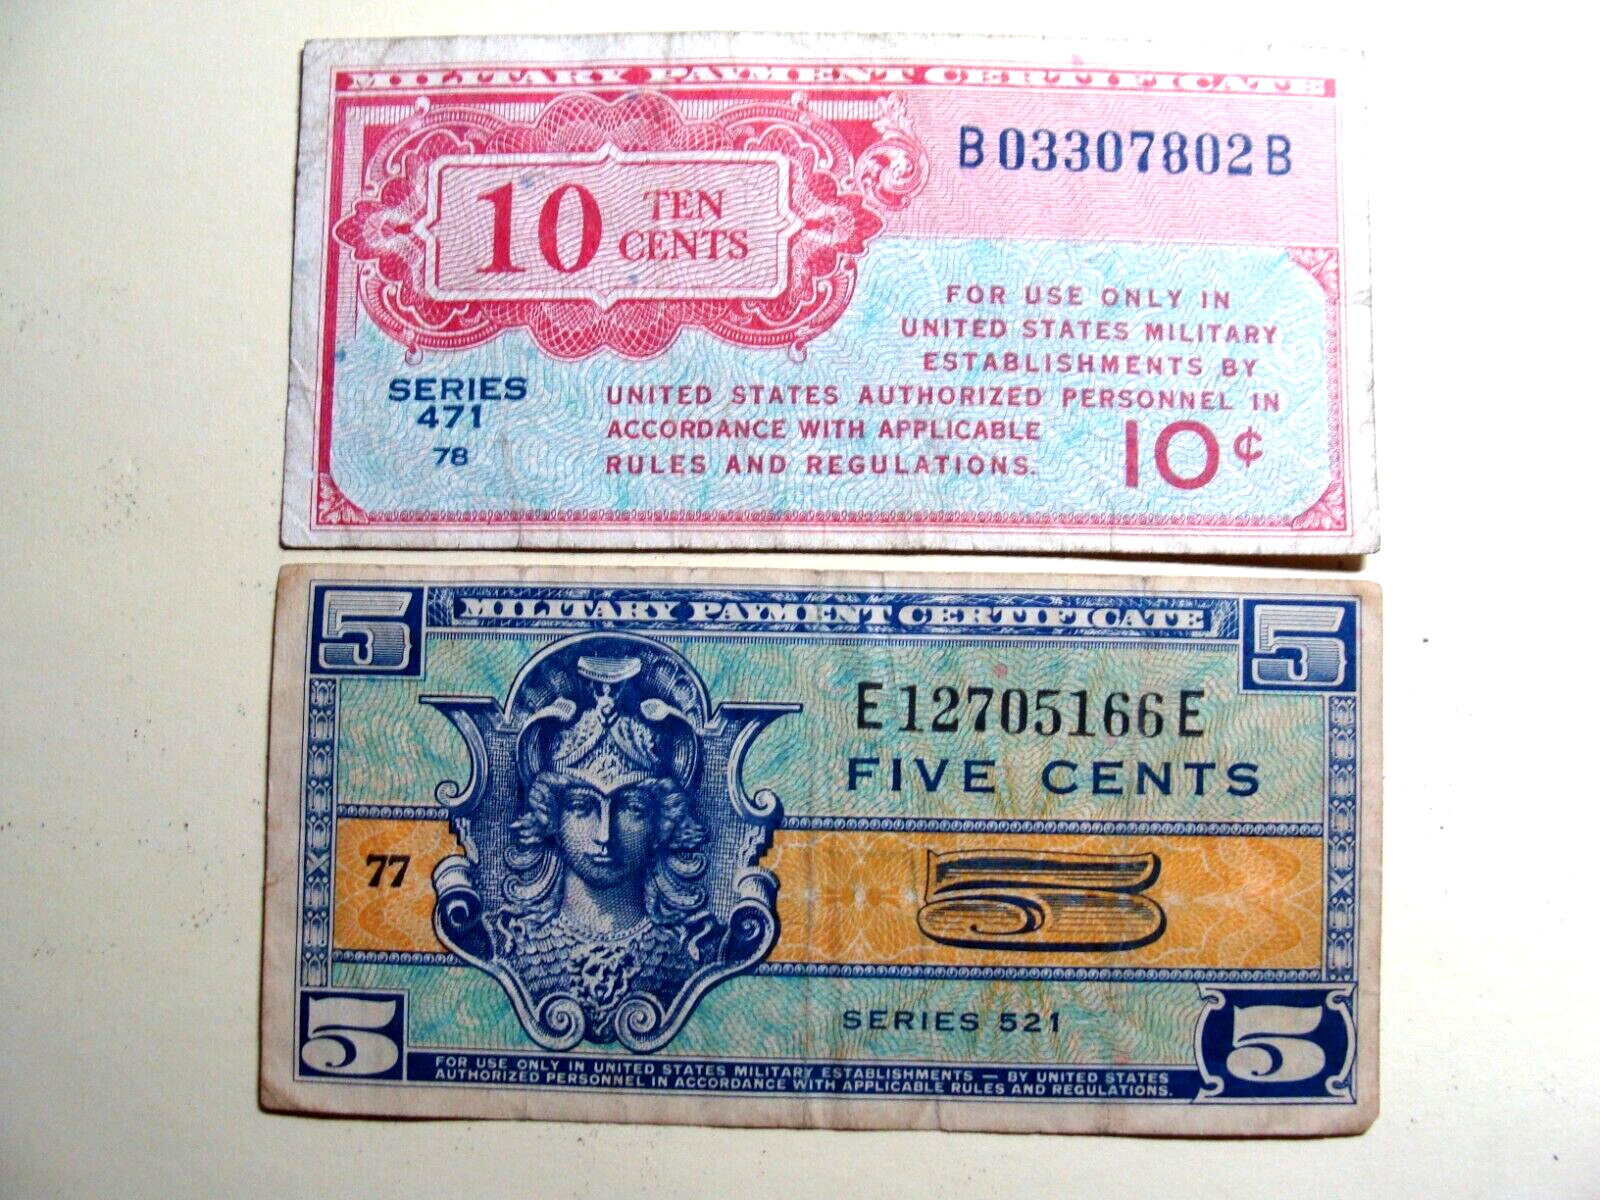 MILITARY PAYMENT CERTIFICATE
B03307802B
10 TEN
CENTS
FOR USE ONLY IN
UNITED STATES MILITARY
ESTABLISHMENTS BY
UNITED STATES AUTHORIZED PERSONNEL IN
ACCORDANCE WITH APPLICABLE
RULES AND REGULATIONS.
10¢
SERIES
471
78
5 MILITARY PAYMENT CERTIFICATE 5
E12705166E
FIVE CENTS
77
5
SERIES 521
5
FOR USE ONLY IN UNITED STATES MILITARY ESTABLISHMENTS — BY UNITED STATES
AUTHORIZED PERSONNEL IN ACCORDANCE WITH APPLICABLE RULES AND REGULATIONS.
5